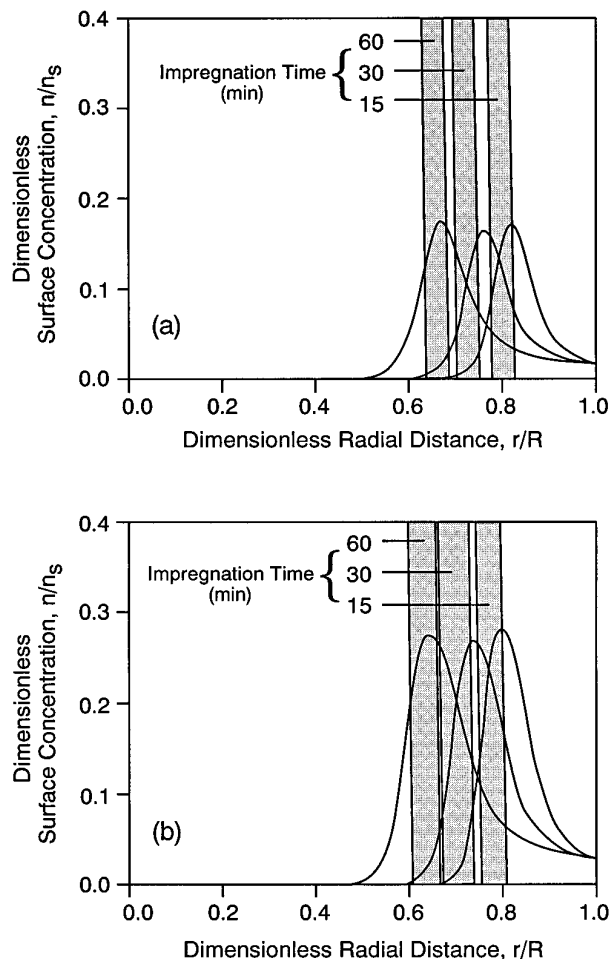 0.4
0.3
0.2
0.1
0.0
Dimensionless
Surface Concentration, n/ns
Impregnation Time
(min)
{
60
30
15
(a)
0.0 0.2 0.4 0.6 0.8 1.0
Dimensionless Radial Distance, r/R
0.4
0.3
0.2
0.1
0.0
Dimensionless
Surface Concentration, n/ns
Impregnation Time
(min)
{
60
30
15
(b)
0.0 0.2 0.4 0.6 0.8 1.0
Dimensionless Radial Distance, r/R